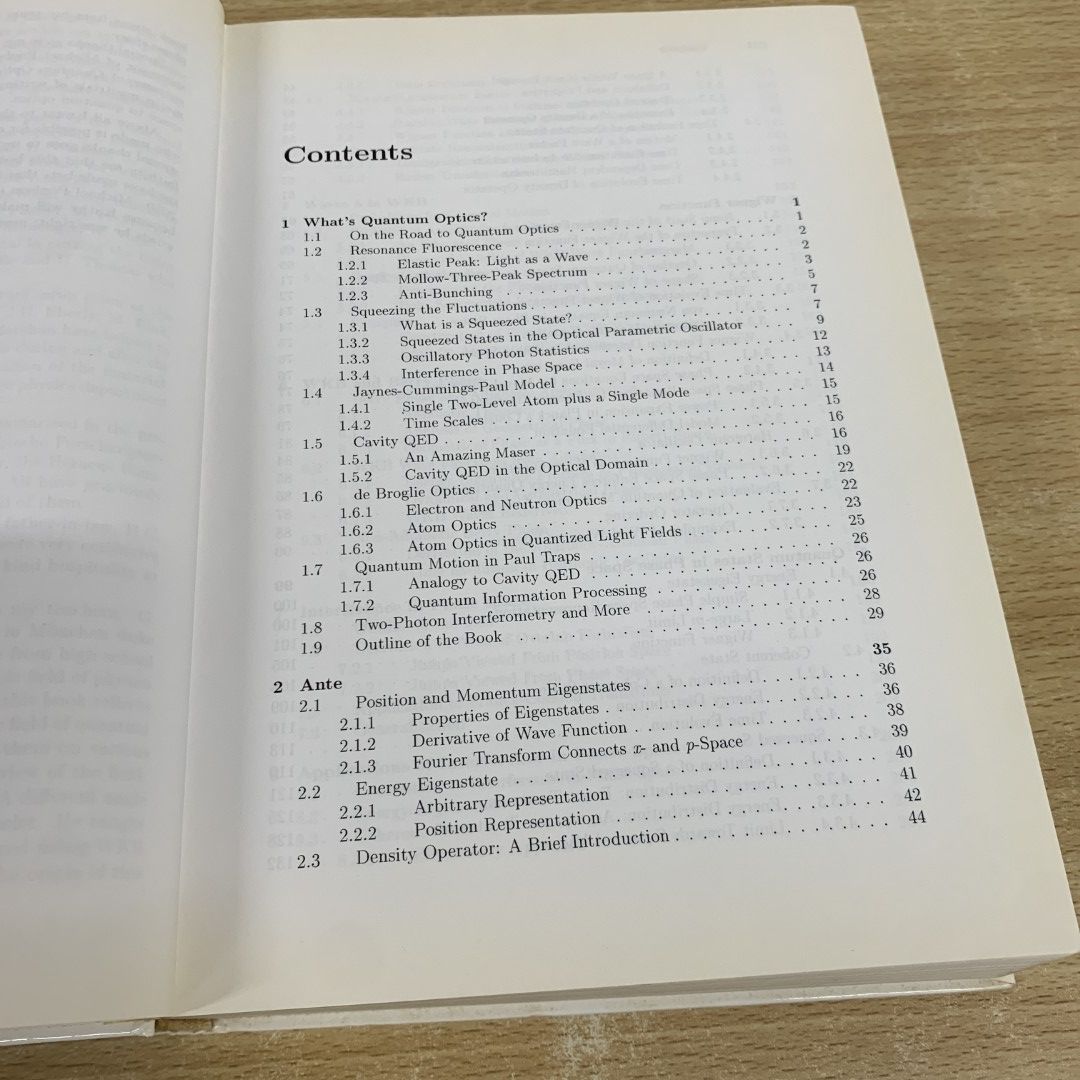 Contents
1 What's Quantum Optics? 1
1.1 On the Road to Quantum Optics . . . . . . . . . . 1
1.2 Resonance Fluorescence . . . . . . . . . . 2
1.2.1 Elastic Peak: Light as a Wave . . . . . . . . . . 2
1.2.2 Mollow-Three-Peak Spectrum . . . . . . . . . . 3
1.2.3 Anti-Bunching . . . . . . . . . . 5
1.3 Squeezing the Fluctuations . . . . . . . . . . 7
1.3.1 What is a Squeezed State? . . . . . . . . . . 7
1.3.2 Squeezed States in the Optical Parametric Oscillator . . . . 9
1.3.3 Oscillatory Photon Statistics . . . . . . . . . . 12
1.3.4 Interference in Phase Space . . . . . . . . . . 13
1.4 Jaynes-Cummings-Paul Model . . . . . . . . . . 14
1.4.1 Single Two-Level Atom plus a Single Mode . . . . . . . . 15
1.4.2 Time Scales . . . . . . . . . . 15
1.5 Cavity QED . . . . . . . . . . 16
1.5.1 An Amazing Maser . . . . . . . . . . 16
1.5.2 Cavity QED in the Optical Domain . . . . . . . . . . 19
1.6 de Broglie Optics . . . . . . . . . . 22
1.6.1 Electron and Neutron Optics . . . . . . . . . . 22
1.6.2 Atom Optics . . . . . . . . . . 23
1.6.3 Atom Optics in Quantized Light Fields . . . . . . . . . . 25
1.7 Quantum Motion in Paul Traps . . . . . . . . . . 26
1.7.1 Analogy to Cavity QED . . . . . . . . . . 26
1.7.2 Quantum Information Processing . . . . . . . . . . 26
1.8 Two-Photon Interferometry and More . . . . . . . . . . 28
1.9 Outline of the Book . . . . . . . . . . 29
2 Ante 35
2.1 Position and Momentum Eigenstates . . . . . . . . . . 36
2.1.1 Properties of Eigenstates . . . . . . . . . . 36
2.1.2 Derivative of Wave Function . . . . . . . . . . 38
2.1.3 Fourier Transform Connects x- and p-Space . . . . . . . 39
2.2 Energy Eigenstate . . . . . . . . . . 40
2.2.1 Arbitrary Representation . . . . . . . . . . 41
2.2.2 Position Representation . . . . . . . . . . 42
2.3 Density Operator: A Brief Introduction . . . . . . . . . . 44